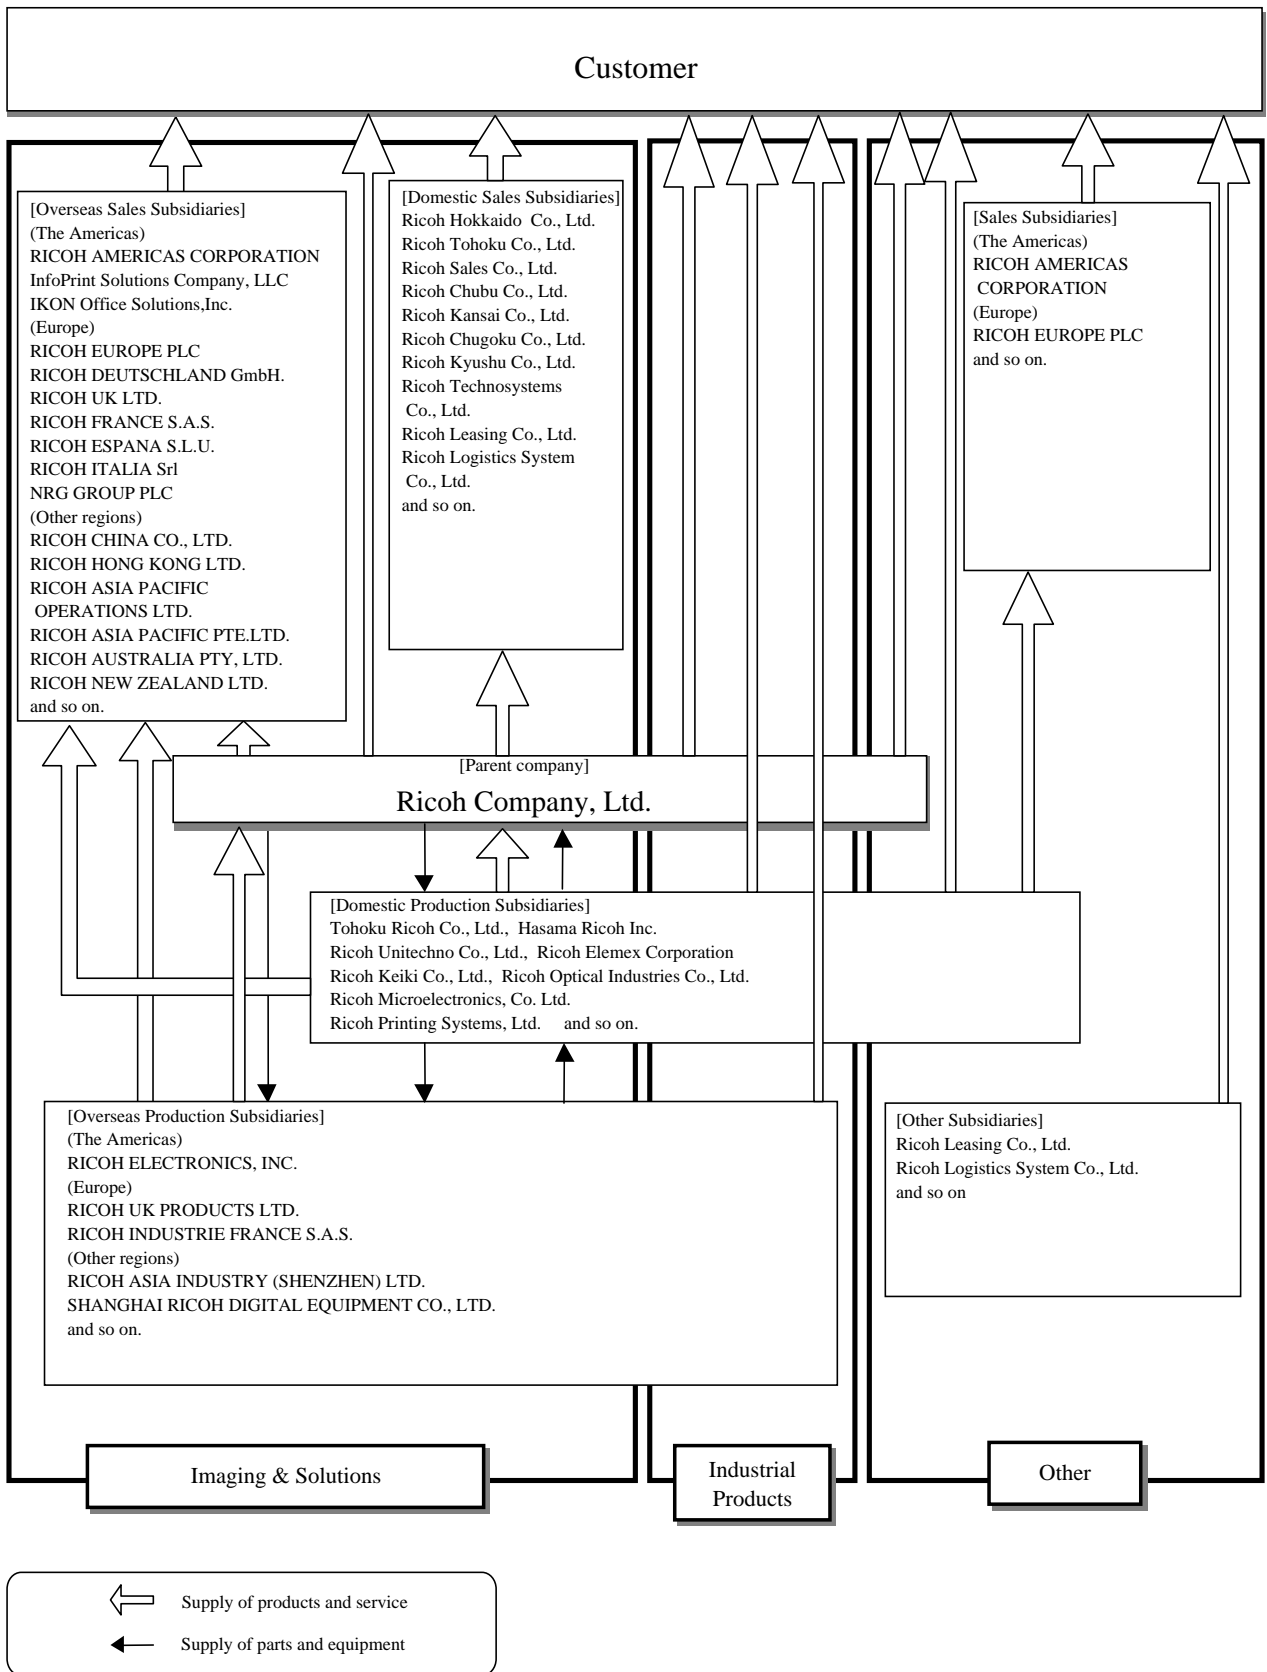 Customer
[Overseas Sales Subsidiaries]
(The Americas)
RICOH AMERICAS CORPORATION
InfoPrint Solutions Company, LLC
IKON Office Solutions,Inc.
(Europe)
RICOH EUROPE PLC
RICOH DEUTSCHLAND GmbH.
RICOH UK LTD.
RICOH FRANCE S.A.S.
RICOH ESPANA S.L.U.
RICOH ITALIA Srl
NRG GROUP PLC
(Other regions)
RICOH CHINA CO., LTD.
RICOH HONG KONG LTD.
RICOH ASIA PACIFIC
OPERATIONS LTD.
RICOH ASIA PACIFIC PTE.LTD.
RICOH AUSTRALIA PTY, LTD.
RICOH NEW ZEALAND LTD.
and so on.
[Domestic Sales Subsidiaries]
Ricoh Hokkaido Co., Ltd.
Ricoh Tohoku Co., Ltd.
Ricoh Sales Co., Ltd.
Ricoh Chubu Co., Ltd.
Ricoh Kansai Co., Ltd.
Ricoh Chugoku Co., Ltd.
Ricoh Kyushu Co., Ltd.
Ricoh Technosystems
Co., Ltd.
Ricoh Leasing Co., Ltd.
Ricoh Logistics System
Co., Ltd.
and so on.
[Sales Subsidiaries]
(The Americas)
RICOH AMERICAS
CORPORATION
(Europe)
RICOH EUROPE PLC
and so on.
[Parent company]
Ricoh Company, Ltd.
[Domestic Production Subsidiaries]
Tohoku Ricoh Co., Ltd., Hasama Ricoh Inc.
Ricoh Unitechno Co., Ltd., Ricoh Elemex Corporation
Ricoh Keiki Co., Ltd., Ricoh Optical Industries Co., Ltd.
Ricoh Microelectronics, Co. Ltd.
Ricoh Printing Systems, Ltd. and so on.
[Overseas Production Subsidiaries]
(The Americas)
RICOH ELECTRONICS, INC.
(Europe)
RICOH UK PRODUCTS LTD.
RICOH INDUSTRIE FRANCE S.A.S.
(Other regions)
RICOH ASIA INDUSTRY (SHENZHEN) LTD.
SHANGHAI RICOH DIGITAL EQUIPMENT CO., LTD.
and so on.
[Other Subsidiaries]
Ricoh Leasing Co., Ltd.
Ricoh Logistics System Co., Ltd.
and so on
Imaging & Solutions
Industrial
Products
Other
Supply of products and service
Supply of parts and equipment